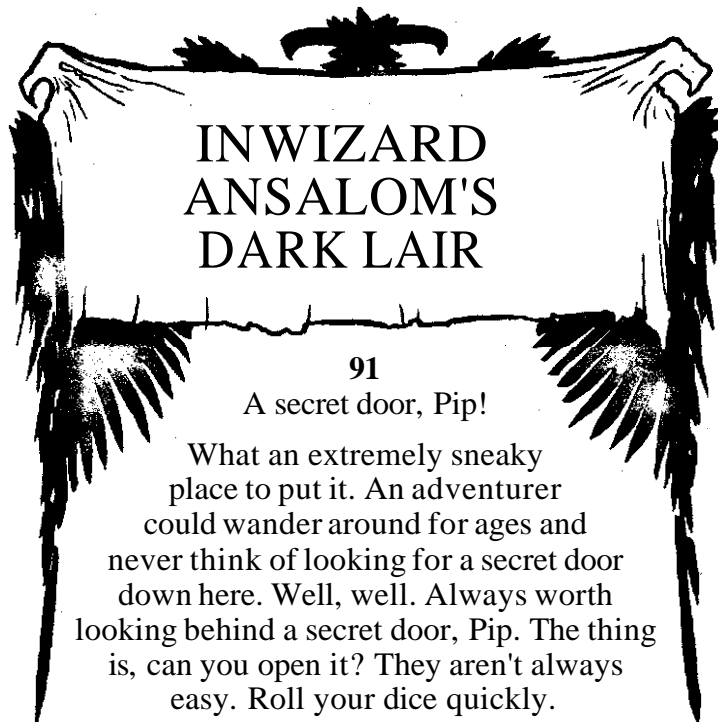 INWIZARD
ANSALOM'S
DARK LAIR
91
A secret door, Pip!
What an extremely sneaky
place to put it. An adventurer
could wander around for ages and
never think of looking for a secret door
down here. Well, well. Always worth
looking behind a secret door, Pip. The thing
is, can you open it? They aren't always
easy. Roll your dice quickly.